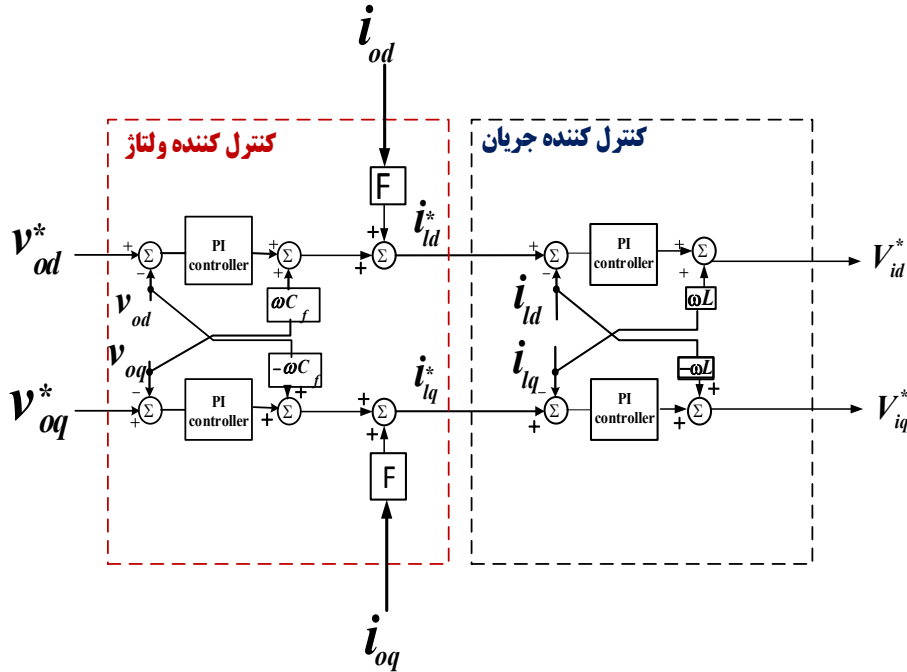 i_od
کنترل کننده ولتاژ
کنترل کننده جریان
F
i*_ld
v*_od
+
Σ
−
PI controller
+
Σ
+
+
+
Σ
+
Σ
−
PI controller
+
Σ
+
V*_id
v_od
ωC_f
i_ld
ωL
v_oq
−ωC_f
i*_lq
i_lq
−ωL
v*_oq
−
Σ
+
PI controller
+
+
Σ
+
+
Σ
−
Σ
+
PI controller
+
+
Σ
V*_iq
F
i_oq